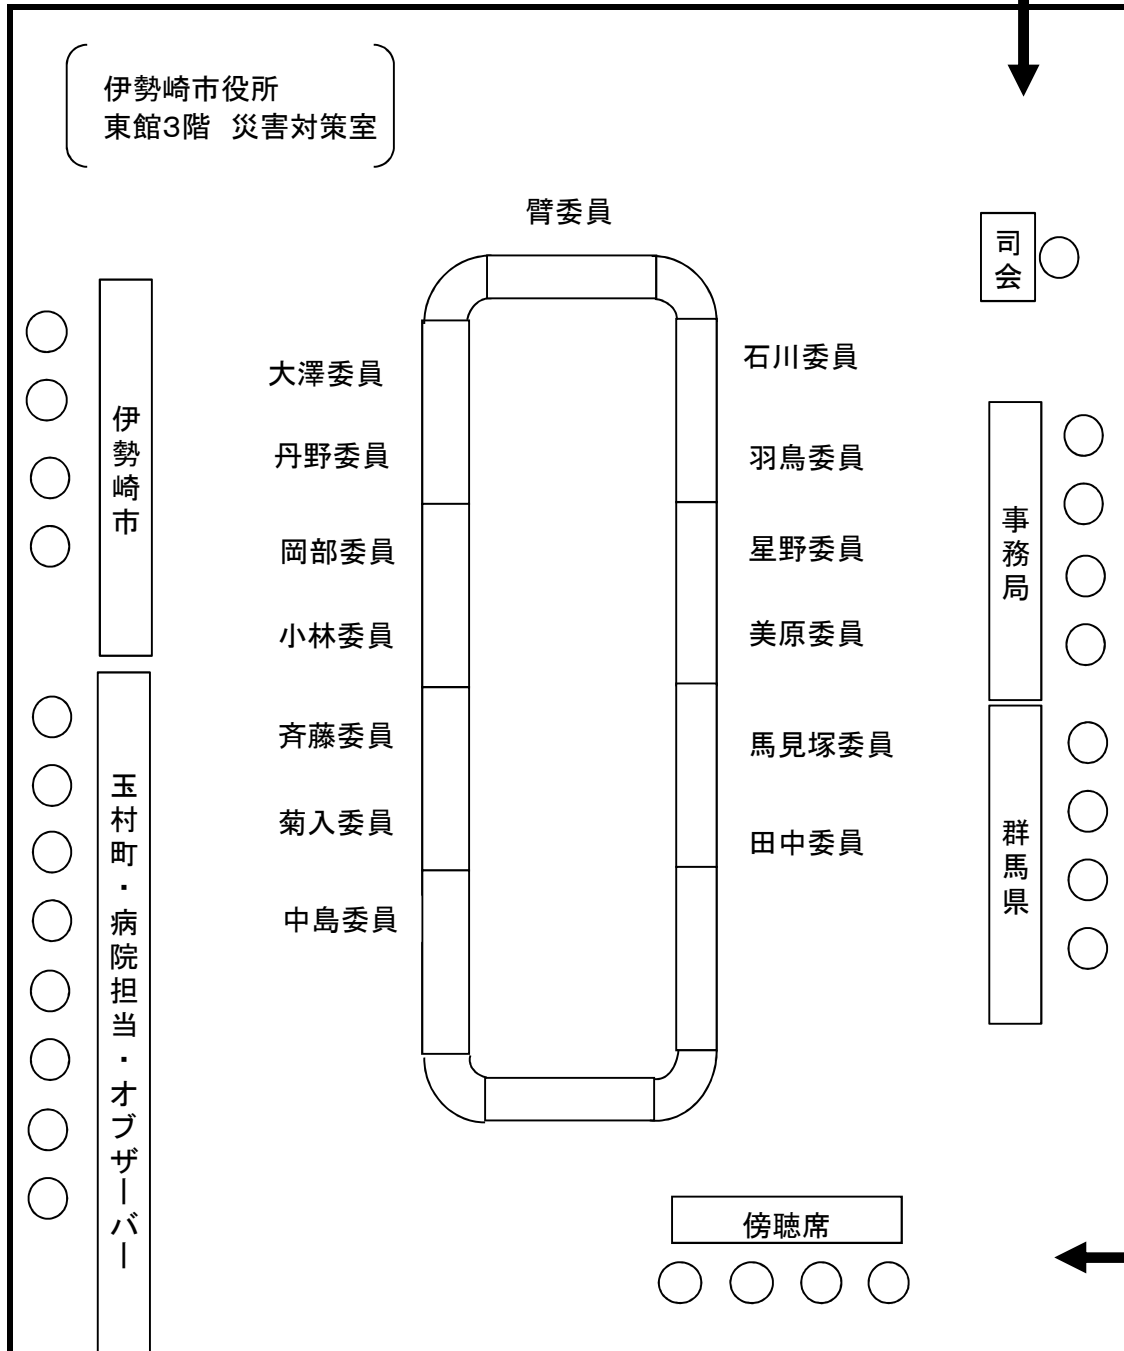 伊勢崎市役所
東館3階　災害対策室
臂委員
司会
大澤委員
石川委員
丹野委員
羽鳥委員
岡部委員
星野委員
小林委員
美原委員
斉藤委員
馬見塚委員
菊入委員
田中委員
中島委員
伊勢崎市
玉村町・病院担当・オブザーバー
事務局
群馬県
傍聴席